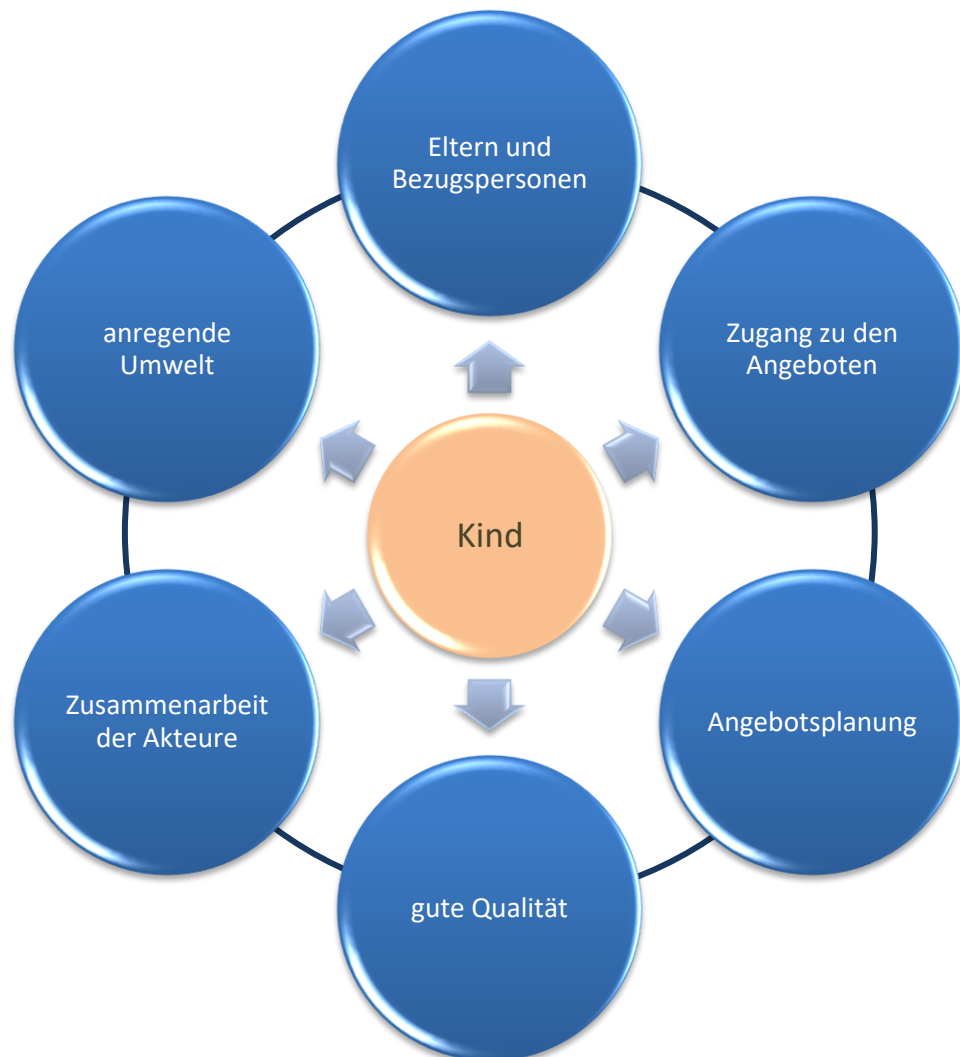 Eltern und
Bezugspersonen
anregende
Umwelt
Zugang zu den
Angeboten
Kind
Zusammenarbeit
der Akteure
Angebotsplanung
gute Qualität